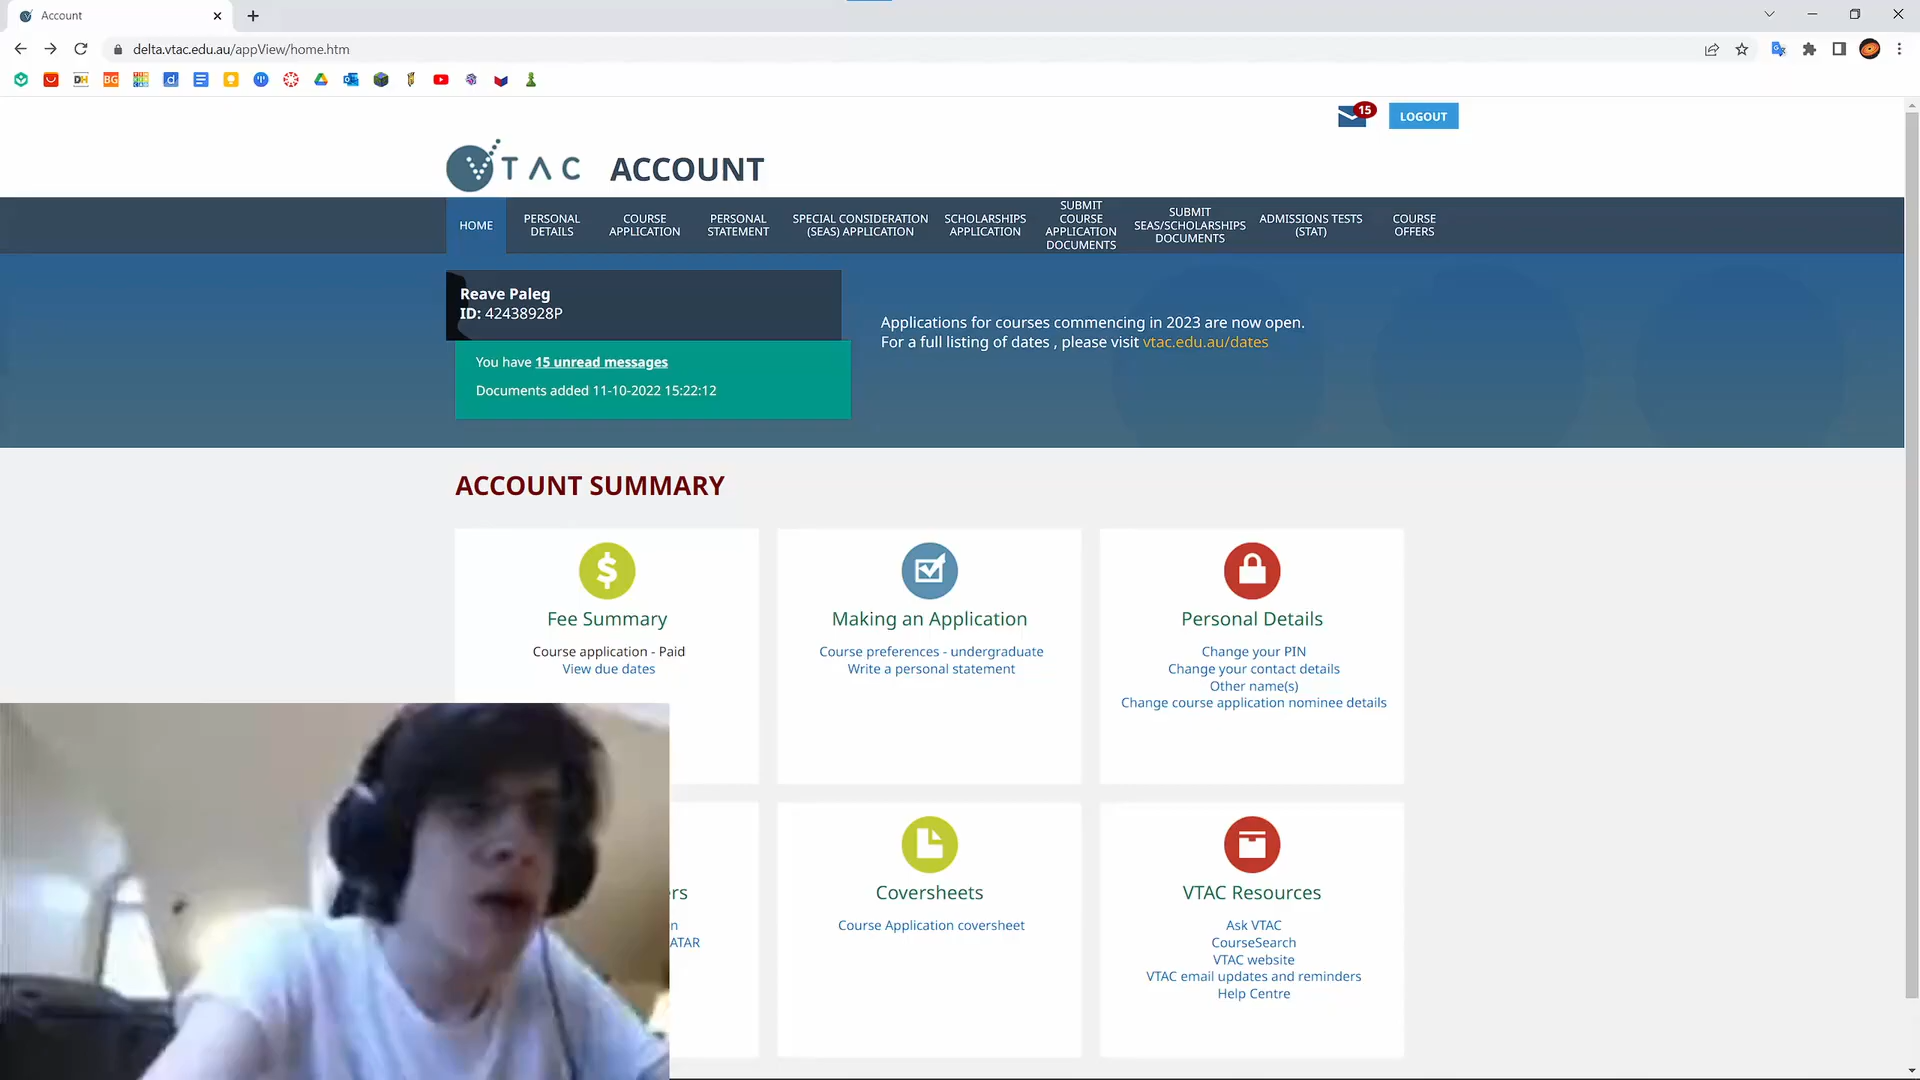 Account
delta.vtac.edu.au/appView/home.htm
DH
BG
15
LOGOUT
VTAC
ACCOUNT
HOME
PERSONAL
DETAILS
COURSE
APPLICATION
PERSONAL
STATEMENT
SPECIAL CONSIDERATION
(SEAS) APPLICATION
SCHOLARSHIPS
APPLICATION
SUBMIT
COURSE
APPLICATION
DOCUMENTS
SUBMIT
SEAS/SCHOLARSHIPS
DOCUMENTS
ADMISSIONS TESTS
(STAT)
COURSE
OFFERS
Reave Paleg
ID: 42438928P
You have 15 unread messages
Documents added 11-10-2022 15:22:12
Applications for courses commencing in 2023 are now open.
For a full listing of dates , please visit vtac.edu.au/dates
ACCOUNT SUMMARY
Fee Summary
Course application - Paid
View due dates
Making an Application
Course preferences - undergraduate
Write a personal statement
Personal Details
Change your PIN
Change your contact details
Other name(s)
Change course application nominee details
rs
n
ATAR
Coversheets
Course Application coversheet
VTAC Resources
Ask VTAC
CourseSearch
VTAC website
VTAC email updates and reminders
Help Centre